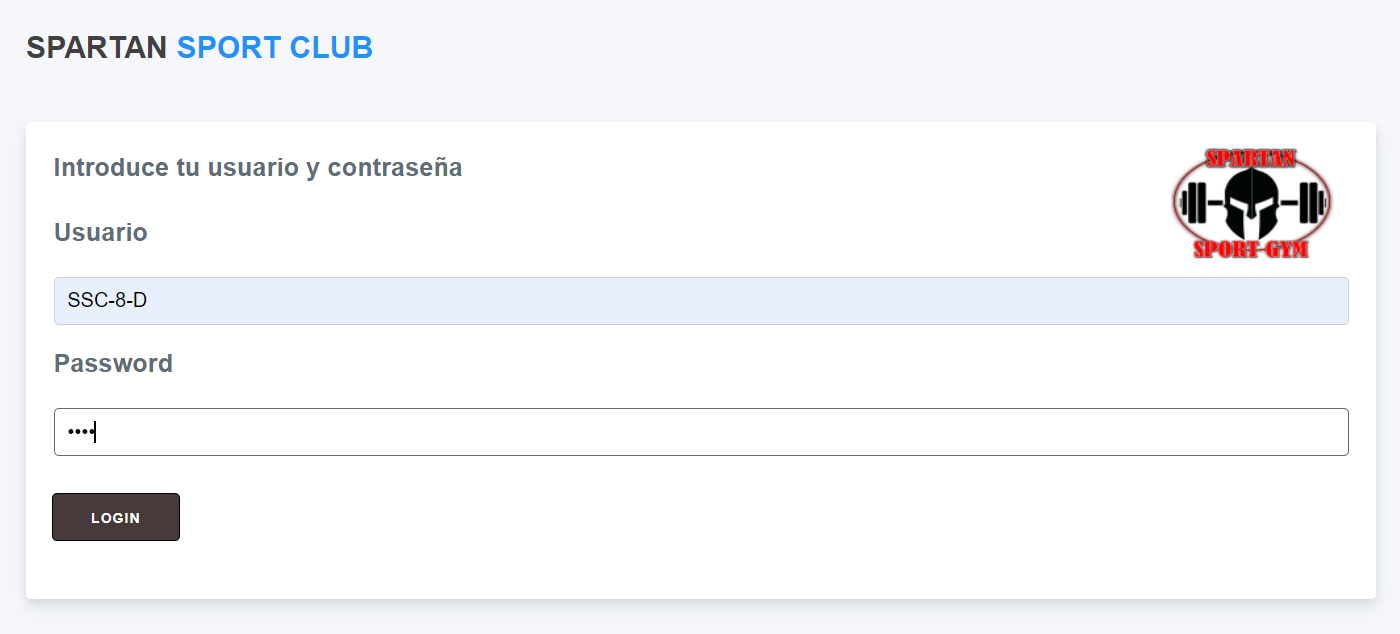 SPARTAN SPORT CLUB
Introduce tu usuario y contraseña
SPARTAN
SPORT-GYM
Usuario
SSC-8-D
Password
••••
LOGIN